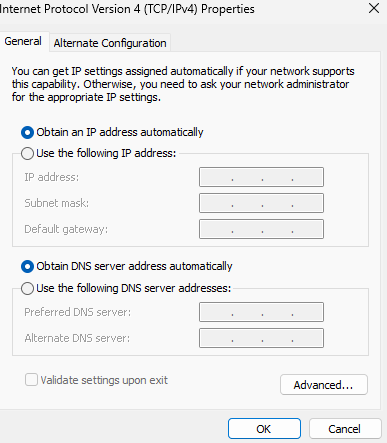 Internet Protocol Version 4 (TCP/IPv4) Properties
General
Alternate Configuration
You can get IP settings assigned automatically if your network supports
this capability. Otherwise, you need to ask your network administrator
for the appropriate IP settings.
Obtain an IP address automatically
Use the following IP address:
IP address:
Subnet mask:
Default gateway:
Obtain DNS server address automatically
Use the following DNS server addresses:
Preferred DNS server:
Alternate DNS server:
Validate settings upon exit
Advanced...
OK
Cancel